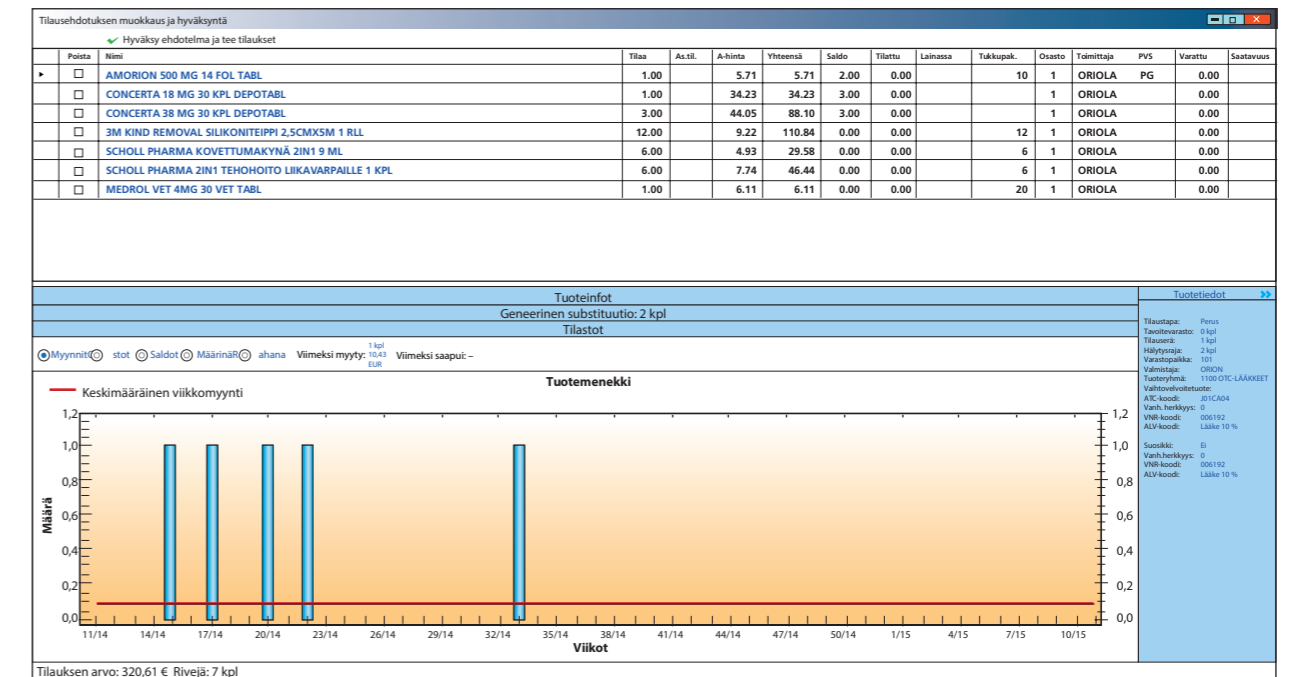 Tilausehdotuksen muokkaus ja hyväksyntä
Hyväksy ehdotelma ja tee tilaukset
Poista Nimi Tilaa As.til. A-hinta Yhteensä Saldo Tilattu Lainassa Tukkupak. Osasto Toimittaja PVS Varattu Saatavuus
AMORION 500 MG 14 FOL TABL 1.00 5.71 5.71 2.00 0.00 10 1 ORIOLA PG 0.00
CONCERTA 18 MG 30 KPL DEPOTABL 1.00 34.23 34.23 3.00 0.00 1 ORIOLA 0.00
CONCERTA 38 MG 30 KPL DEPOTABL 3.00 44.05 88.10 3.00 0.00 1 ORIOLA 0.00
3M KIND REMOVAL SILIKONITEIPPI 2,5CMX5M 1 RLL 12.00 9.22 110.84 0.00 0.00 12 1 ORIOLA 0.00
SCHOLL PHARMA KOVETTUMAKYNÄ 2IN1 9 ML 6.00 4.93 29.58 0.00 0.00 6 1 ORIOLA 0.00
SCHOLL PHARMA 2IN1 TEHOHOITO LIIKAVARPAILLE 1 KPL 6.00 7.74 46.44 0.00 0.00 6 1 ORIOLA 0.00
MEDROL VET 4MG 30 VET TABL 1.00 6.11 6.11 0.00 0.00 20 1 ORIOLA 0.00
Tuoteinfot
Geneerinen substituutio: 2 kpl
Tilastot
Myynnit stot Saldot MäärinäR ahana Viimeksi myyty: 1 kpl 10,43 EUR Viimeksi saapui: –
Tuotemenekki
Keskimääräinen viikkomyynti
1,2 1,2
1,0 1,0
0,8 0,8
0,6 0,6
0,4 0,4
0,2 0,2
0,0 0,0
Määrä
11/14 14/14 17/14 20/14 23/14 26/14 29/14 32/14 35/14 38/14 41/14 44/14 47/14 50/14 1/15 4/15 7/15 10/15
Viikot
Tuotetiedot
Tilaustapa: Perus
Tavoitevarasto: 0 kpl
Tilauserä: 1 kpl
Hälytysraja: 2 kpl
Varastopaikka: 101
Valmistaja: ORION
Tuoteryhmä: 1100 OTC-LÄÄKKEET
Vaihtovelvoitetuote:
ATC-koodi: J01CA04
Vanh. herkkyys: 0
VNR-koodi: 006192
ALV-koodi: Lääke 10 %
Suosikki: Ei
Vanh.herkkyys: 0
VNR-koodi: 006192
ALV-koodi: Lääke 10 %
Tilauksen arvo: 320,61 € Rivejä: 7 kpl